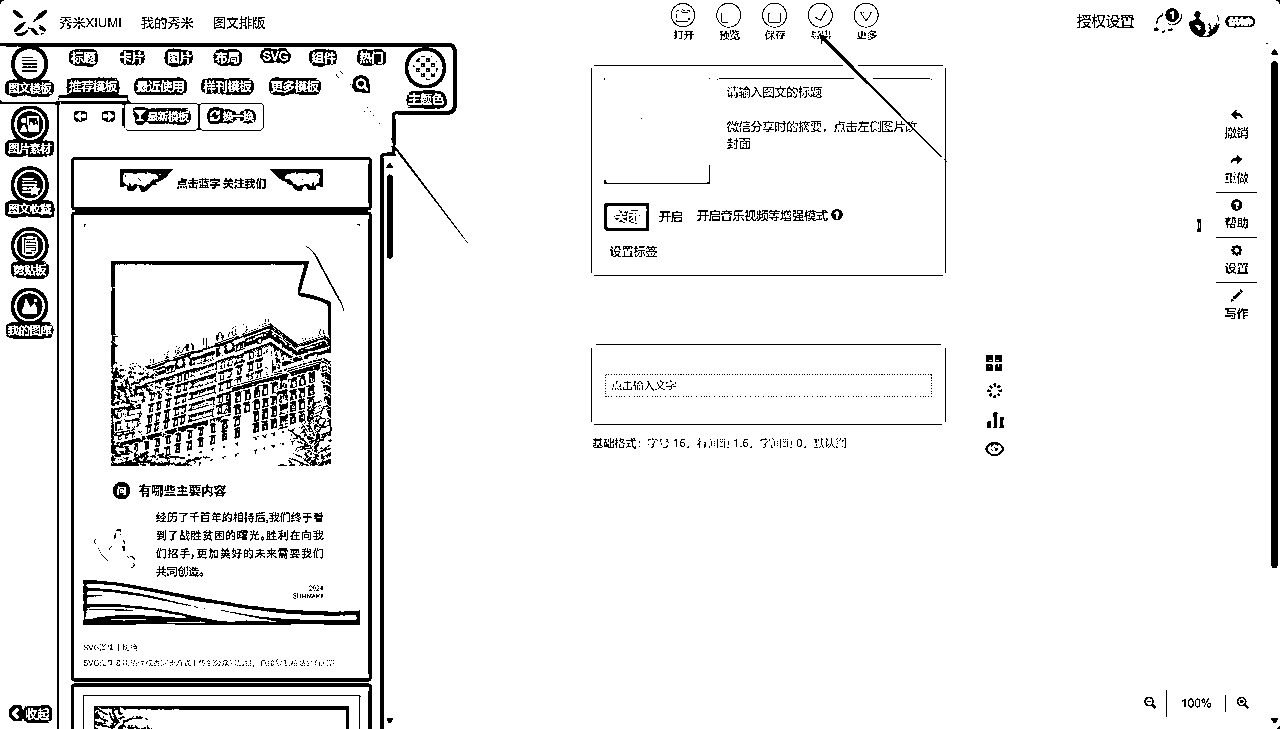 秀米XIUMI 我的秀米 图文排版
打开 预览 保存 导出 更多
授权设置
1
标题 卡片 图片 布局 SVG 组件 热门
推荐模板 最近使用 样刊模板 更多模板
主题色
图文模板
图片素材
图文收藏
剪贴板
我的图库
收起
最新模板 换一换
点击蓝字 关注我们
问 有哪些主要内容
经历了千百年的相持后,我们终于看
到了战胜贫困的曙光。胜利在向我
们招手,更加美好的未来需要我们
共同创造。
2024
SUMMARY
请输入图文的标题
微信分享时的摘要，点击左侧图片改
封面
关闭 开启 开启音乐视频等增强模式
设置标签
点击输入文字
基础格式：字号 16，行间距 1.6，字间距 0，默认图
撤销
重做
帮助
设置
写作
100%